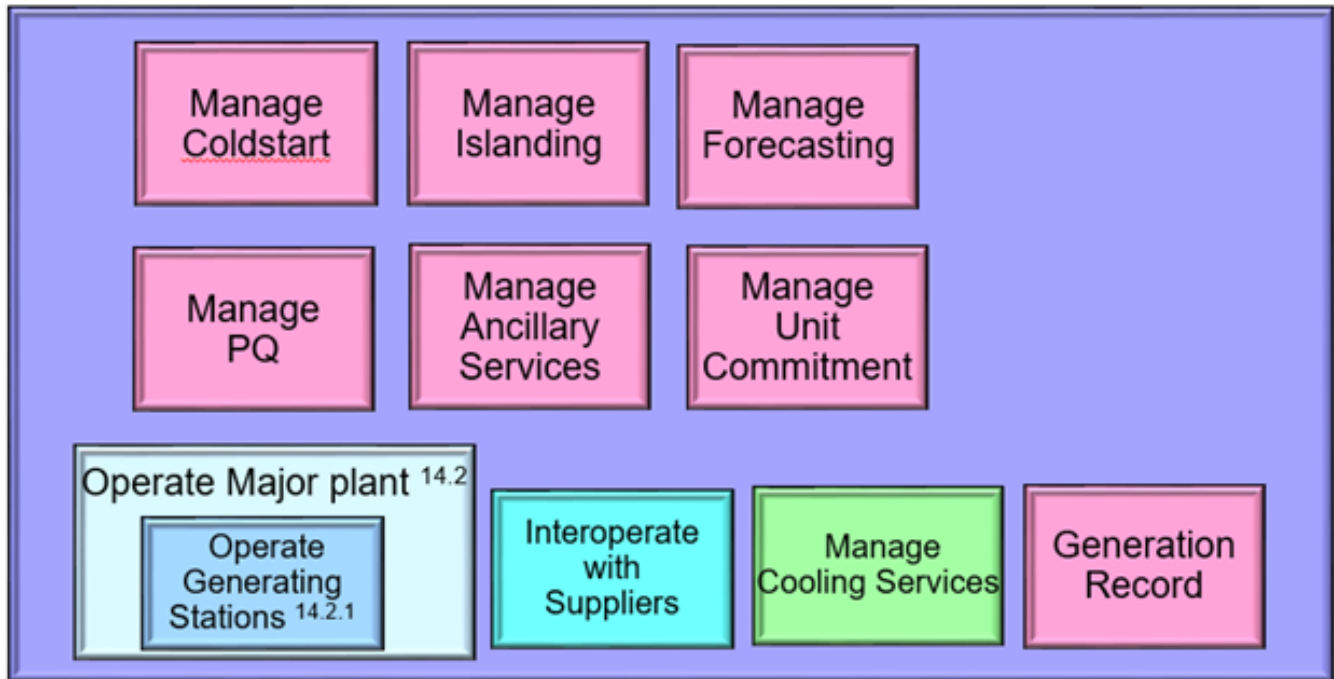 Manage
Coldstart
Manage
Islanding
Manage
Forecasting
Manage
PQ
Manage
Ancillary
Services
Manage
Unit
Commitment
Operate Major plant 14.2
Operate
Generating
Stations 14.2.1
Interoperate
with
Suppliers
Manage
Cooling Services
Generation
Record